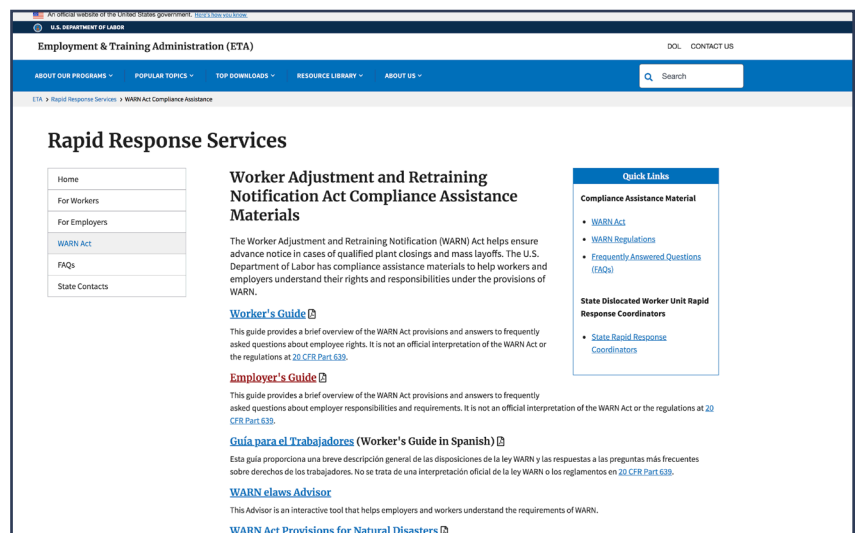 An official website of the United States government. Here's how you know
U.S. DEPARTMENT OF LABOR
Employment & Training Administration (ETA)
DOL CONTACT US
ABOUT OUR PROGRAMS POPULAR TOPICS TOP DOWNLOADS RESOURCE LIBRARY ABOUT US
Search
ETA > Rapid Response Services > WARN Act Compliance Assistance
Rapid Response Services
Home
For Workers
For Employers
WARN Act
FAQs
State Contacts
Worker Adjustment and Retraining
Notification Act Compliance Assistance
Materials
The Worker Adjustment and Retraining Notification (WARN) Act helps ensure
advance notice in cases of qualified plant closings and mass layoffs. The U.S.
Department of Labor has compliance assistance materials to help workers and
employers understand their rights and responsibilities under the provisions of
WARN.
Worker's Guide
This guide provides a brief overview of the WARN Act provisions and answers to frequently
asked questions about employee rights. It is not an official interpretation of the WARN Act or
the regulations at 20 CFR Part 639.
Employer's Guide
This guide provides a brief overview of the WARN Act provisions and answers to frequently
asked questions about employer responsibilities and requirements. It is not an official interpretation of the WARN Act or the regulations at 20
CFR Part 639.
Guía para el Trabajadores (Worker's Guide in Spanish)
Esta guía proporciona una breve descripción general de las disposiciones de la ley WARN y las respuestas a las preguntas más frecuentes
sobre derechos de los trabajadores. No se trata de una interpretación oficial de la ley WARN o los reglamentos en 20 CFR Part 639.
WARN elaws Advisor
This Advisor is an interactive tool that helps employers and workers understand the requirements of WARN.
WARN Act Provisions for Natural Disasters
Quick Links
Compliance Assistance Material
WARN Act
WARN Regulations
Frequently Answered Questions
(FAQs)
State Dislocated Worker Unit Rapid
Response Coordinators
State Rapid Response
Coordinators